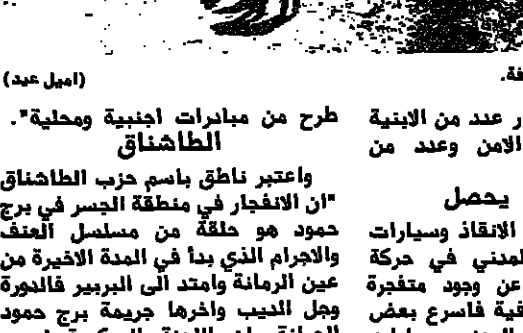 فة.
ر عدد من الابنية
الامن وعدد من
يحصل
الانقاذ وسيارات
لمدني في حركة
عن وجود متفجرة
فية فاسرع بعض
(اميل عيد)
طرح من مبادرات اجنبية ومحلية".
الطاشناق
واعتبر ناطق باسم حزب الطاشناق
"ان الانفجار في منطقة الجسر في برج
حمود هو حلقة من مسلسل العنف
والاجرام الذي بدأ في المدة الاخيرة من
عين الرمانة وامتد الى البربير فالدورة
وجل الديب واخرها جريمة برج حمود